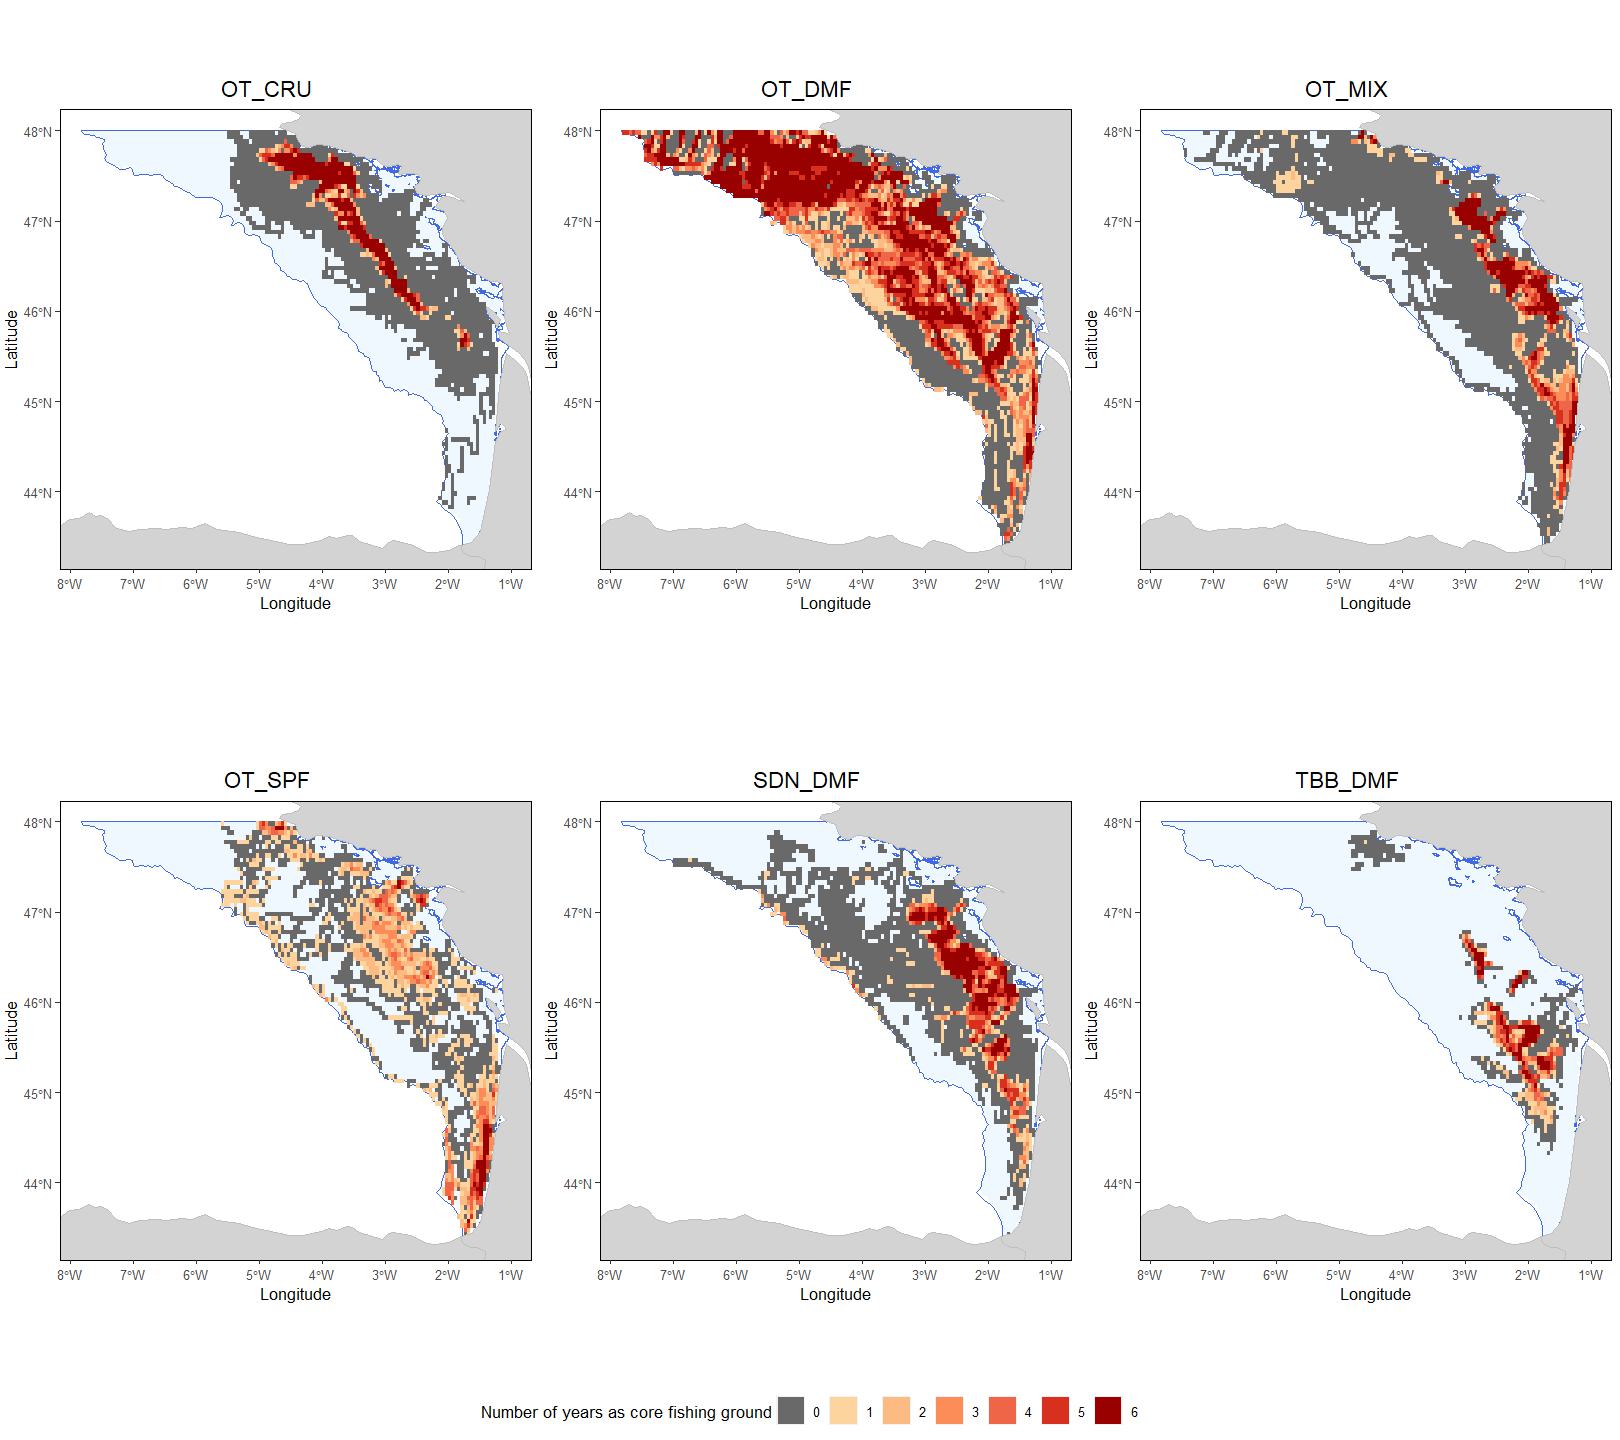 OT_CRU OT_DMF OT_MIX
48°N 48°N 48°N
47°N 47°N 47°N
46°N 46°N 46°N
45°N 45°N 45°N
44°N 44°N 44°N
Latitude Latitude Latitude
8°W 7°W 6°W 5°W 4°W 3°W 2°W 1°W 8°W 7°W 6°W 5°W 4°W 3°W 2°W 1°W 8°W 7°W 6°W 5°W 4°W 3°W 2°W 1°W
Longitude Longitude Longitude
OT_SPF SDN_DMF TBB_DMF
48°N 48°N 48°N
47°N 47°N 47°N
46°N 46°N 46°N
45°N 45°N 45°N
44°N 44°N 44°N
Latitude Latitude Latitude
8°W 7°W 6°W 5°W 4°W 3°W 2°W 1°W 8°W 7°W 6°W 5°W 4°W 3°W 2°W 1°W 8°W 7°W 6°W 5°W 4°W 3°W 2°W 1°W
Longitude Longitude Longitude
Number of years as core fishing ground 0 1 2 3 4 5 6